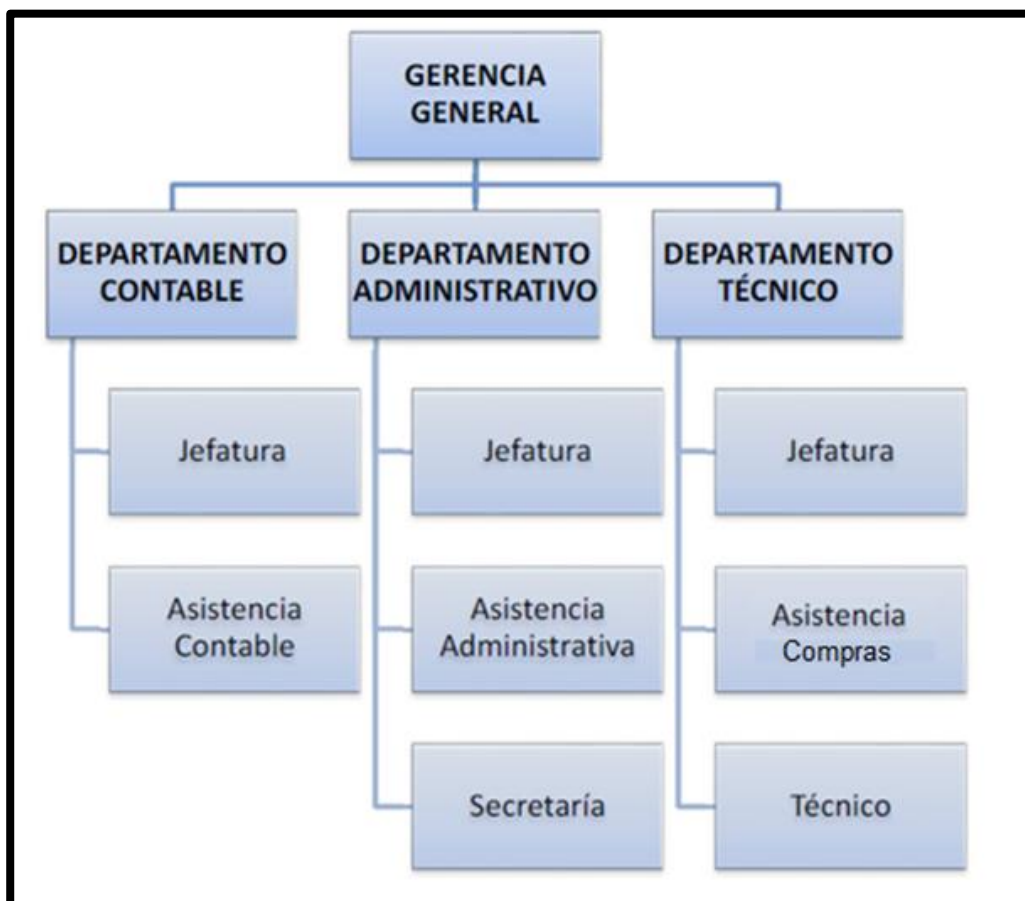 GERENCIA
GENERAL
DEPARTAMENTO
CONTABLE
DEPARTAMENTO
ADMINISTRATIVO
DEPARTAMENTO
TÉCNICO
Jefatura
Jefatura
Jefatura
Asistencia
Contable
Asistencia
Administrativa
Asistencia
Compras
Secretaría
Técnico